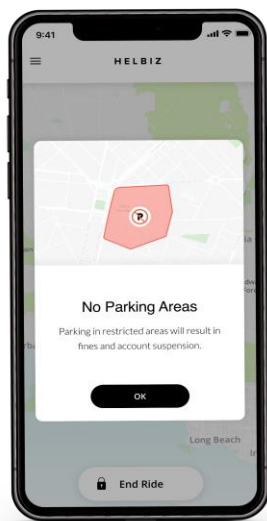 9:41
HELBIZ
No Parking Areas
Parking in restricted areas will result in
fines and account suspension.
OK
Long Beach
End Ride